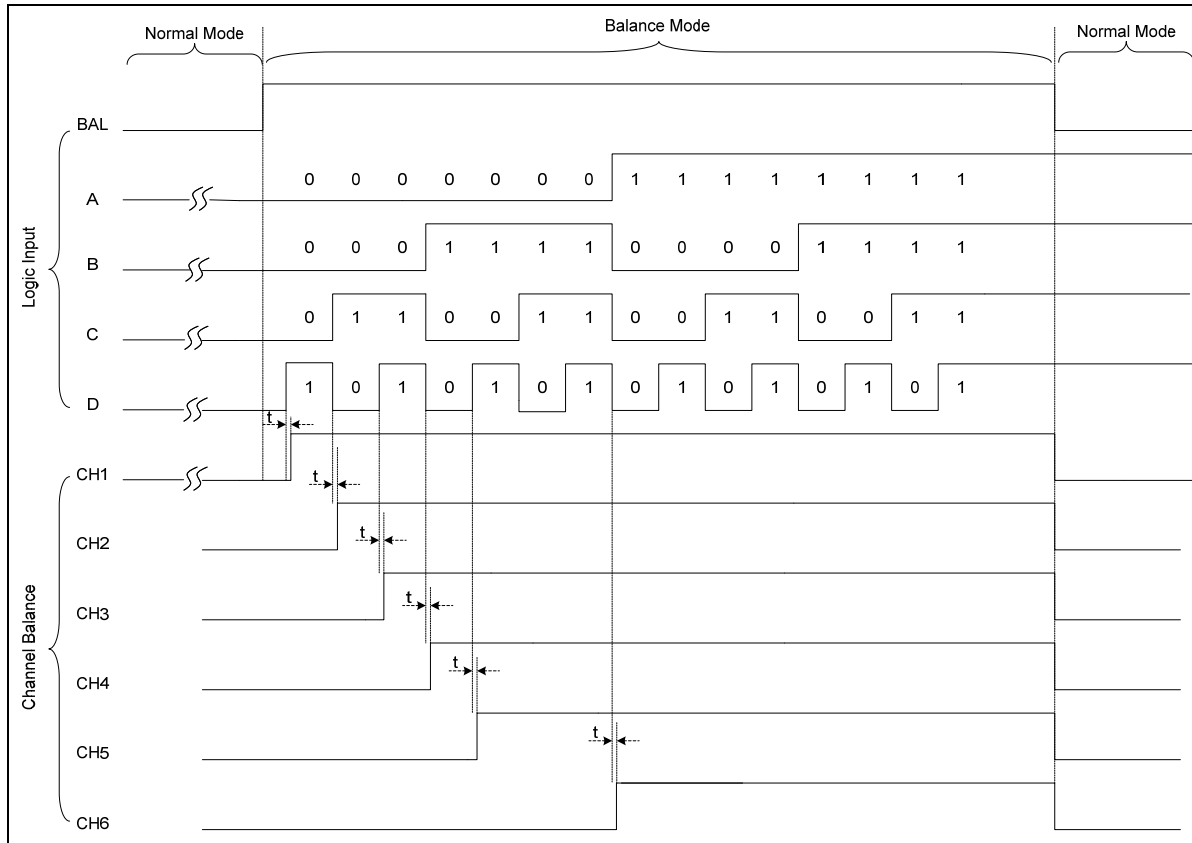 Normal Mode
Balance Mode
Normal Mode
Logic Input
BAL
A
0 0 0 0 0 0 0 1 1 1 1 1 1 1 1
B
0 0 0 1 1 1 1 0 0 0 0 1 1 1 1
C
0 1 1 0 0 1 1 0 0 1 1 0 0 1 1
D
1 0 1 0 1 0 1 0 1 0 1 0 1 0 1
Channel Balance
t
CH1
t
CH2
t
CH3
t
CH4
t
CH5
t
CH6